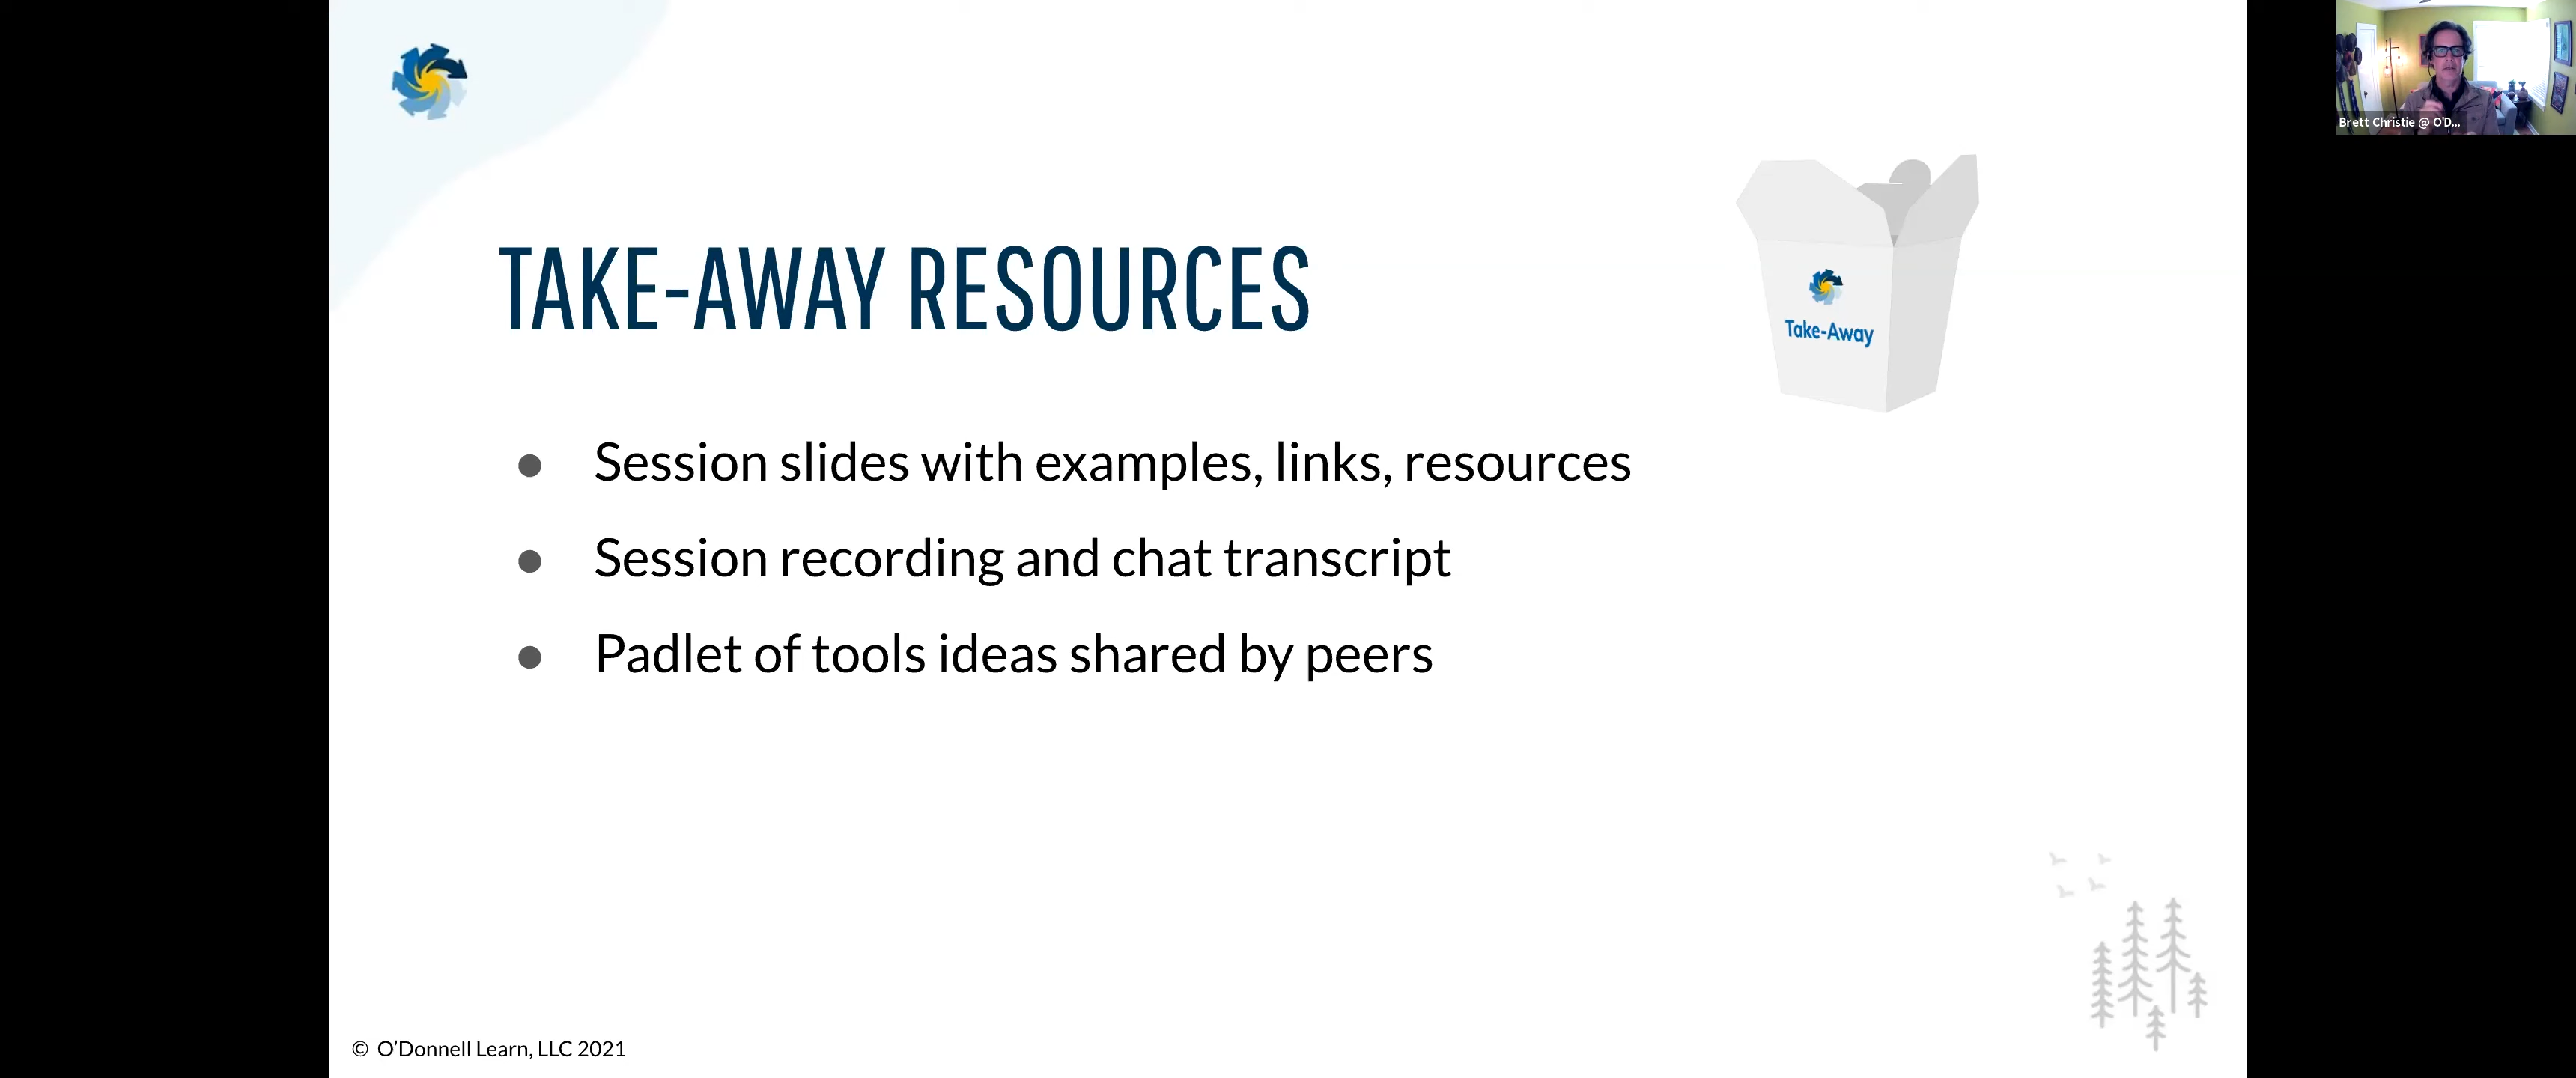 Brett Christie @ O'D...
TAKE-AWAY RESOURCES
Take-Away
● Session slides with examples, links, resources
● Session recording and chat transcript
● Padlet of tools ideas shared by peers
© O'Donnell Learn, LLC 2021